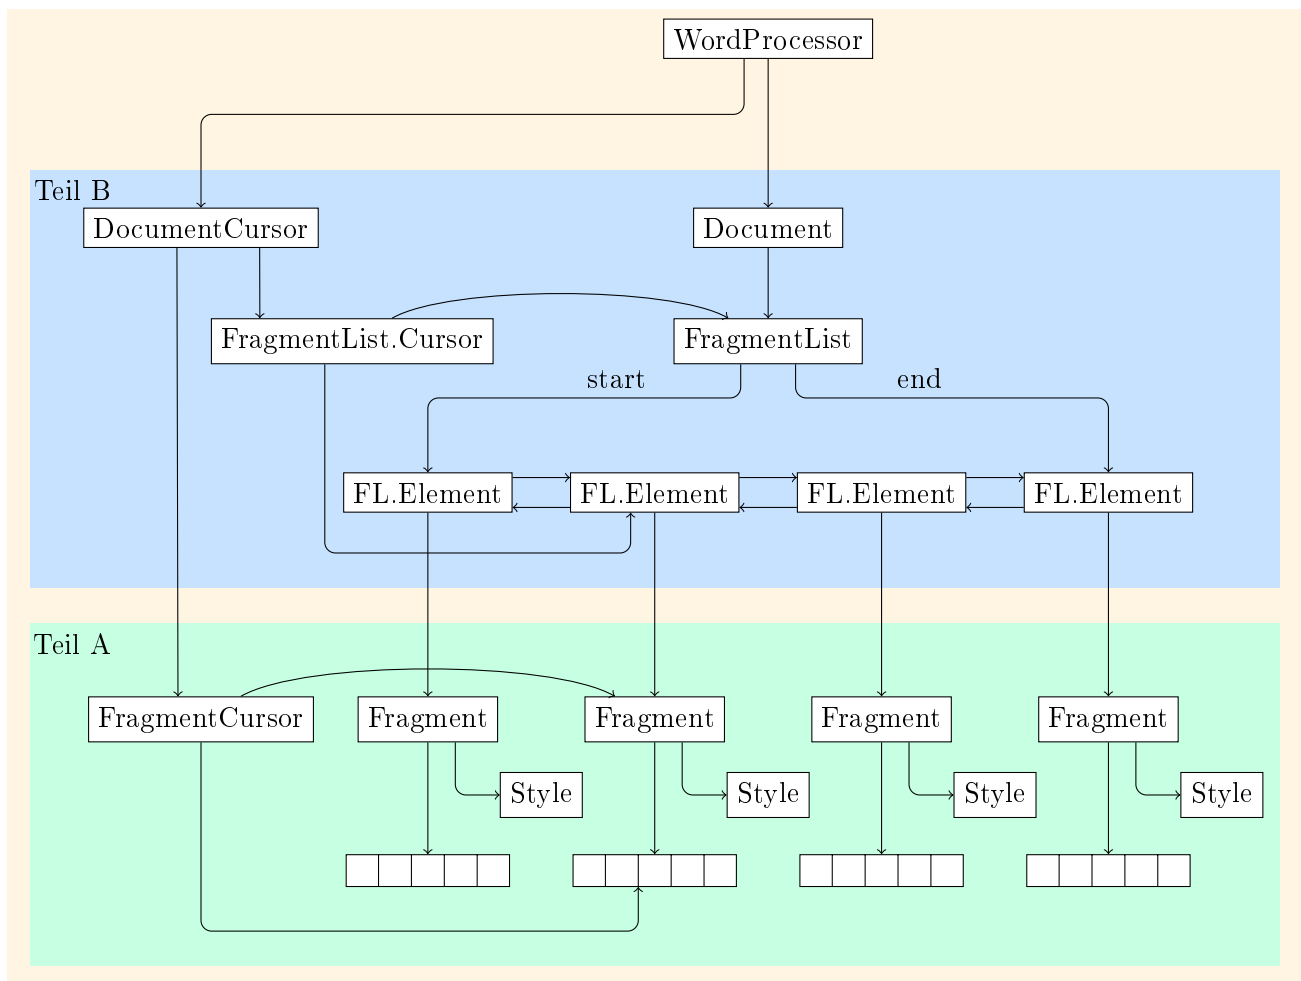 WordProcessor
Teil B
DocumentCursor
Document
FragmentList.Cursor
FragmentList
start
end
FL.Element
FL.Element
FL.Element
FL.Element
Teil A
FragmentCursor
Fragment
Fragment
Fragment
Fragment
Style
Style
Style
Style